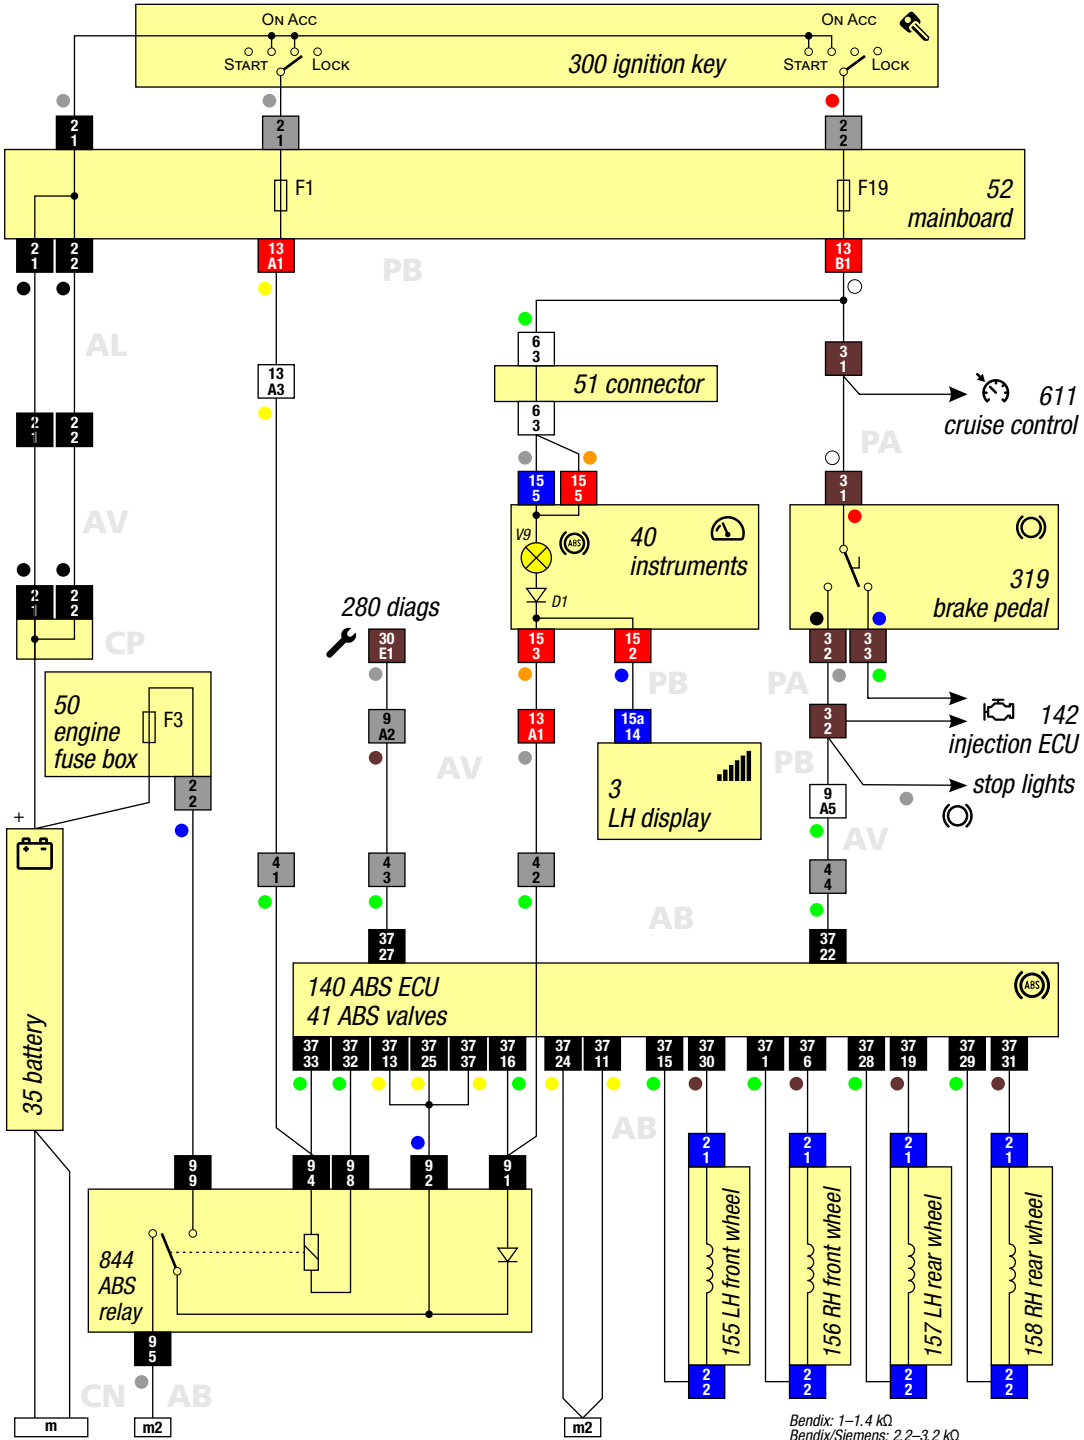 ON ACC
ON ACC
START
LOCK
300 ignition key
START
LOCK
2
1
2
1
2
2
F1
F19
52
mainboard
2
1
2
2
13
A1
13
B1
PB
AL
6
3
13
A3
3
1
51 connector
611
cruise control
6
3
2
1
2
2
PA
15
5
15
5
3
1
AV
V9
ABS
40
instruments
D1
319
brake pedal
2
1
2
2
CP
280 diags
30
E1
15
3
15
2
3
2
3
3
PB
PA
50
engine
fuse box
F3
9
A2
13
A1
15a
14
3
2
142
injection ECU
AV
PB
2
2
3
LH display
9
A5
stop lights
+
AV
4
1
4
3
4
2
4
4
AB
37
27
37
22
140 ABS ECU
41 ABS valves
ABS
35 battery
37
33
37
32
37
13
37
25
37
37
37
16
37
24
37
11
37
15
37
30
37
1
37
6
37
28
37
19
37
29
37
31
AB
9
9
9
4
9
8
9
2
9
1
2
1
2
1
2
1
2
1
844
ABS
relay
155 LH front wheel
156 RH front wheel
157 LH rear wheel
158 RH rear wheel
9
5
2
2
2
2
2
2
2
2
CN
AB
m
m2
m2
Bendix: 1–1.4 kΩ
Bendix/Siemens: 2.2–3.2 kΩ